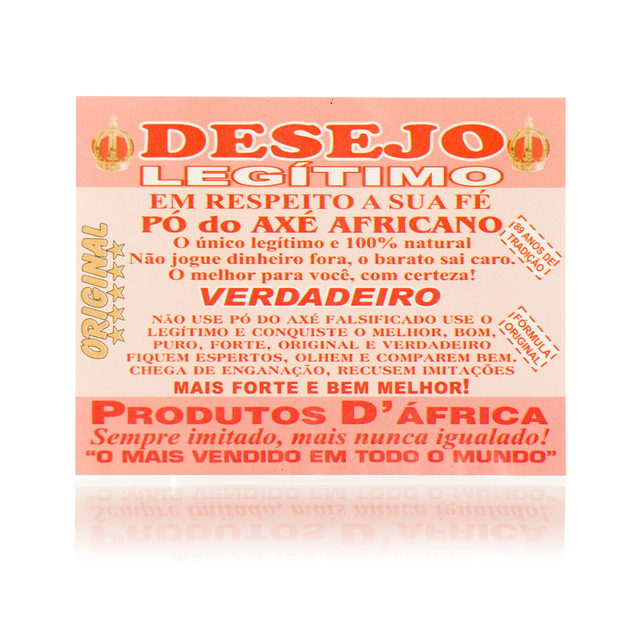 DESEJO
LEGÍTIMO
EM RESPEITO A SUA FÉ
PÓ do AXÉ AFRICANO
O único legítimo e 100% natural
Não jogue dinheiro fora, o barato sai caro.
O melhor para você, com certeza!
VERDADEIRO
NÃO USE PÓ DO AXÉ FALSIFICADO USE O
LEGÍTIMO E CONQUISTE O MELHOR, BOM,
PURO, FORTE, ORIGINAL E VERDADEIRO
FIQUEM ESPERTOS, OLHEM E COMPAREM BEM.
CHEGA DE ENGANAÇÃO, RECUSEM IMITAÇÕES
MAIS FORTE E BEM MELHOR!
ORIGINAL
89 ANOS DE
TRADIÇÃO
FÓRMULA
ORIGINAL
PRODUTOS D'ÁFRICA
Sempre imitado, mais nunca igualado!
"O MAIS VENDIDO EM TODO O MUNDO"